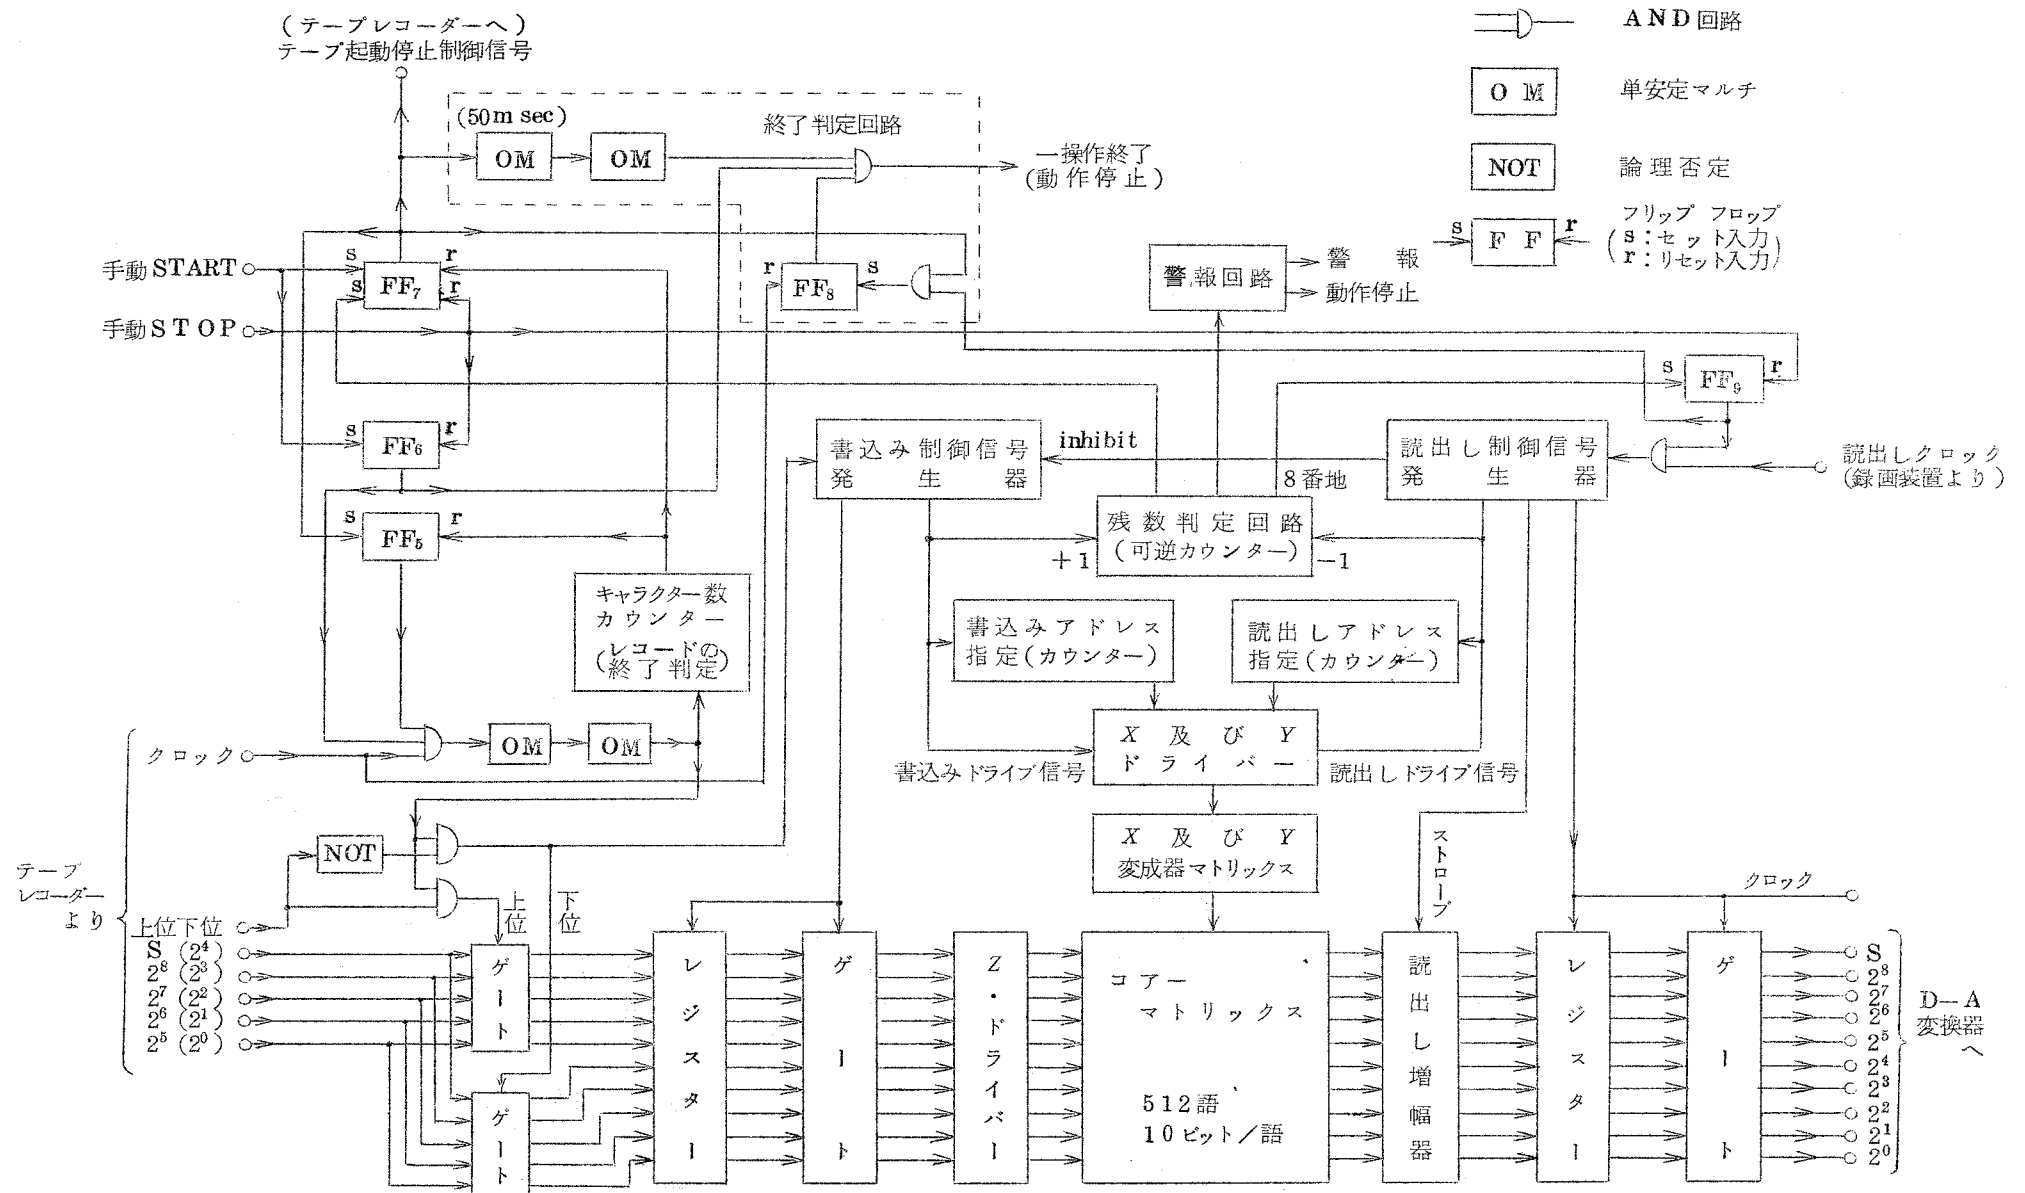 (テープレコーダーへ)
テープ起動停止制御信号
AND回路
OM
単安定マルチ
NOT
論理否定
s
FF
r
フリップ フロップ
(s:セット入力)
r:リセット入力
(50m sec)
終了判定回路
OM
OM
一操作終了
(動作停止)
手動START
s
FF7
r
s
r
r
FF8
s
警報回路
警 報
動作停止
手動STOP
s
FF9
r
s
FF6
r
書込み制御信号
発生器
inhibit
読出し制御信号
発生器
読出しクロック
(録画装置より)
8番地
s
FF5
r
残数判定回路
(可逆カウンター)
+1
-1
キャラクター数
カウンター
(レコードの
終了判定)
書込みアドレス
指定(カウンター)
読出しアドレス
指定(カウンター)
クロック
OM
OM
X及びY
ドライバー
書込みドライブ信号
読出しドライブ信号
NOT
X及びY
変成器マトリックス
ストローブ
テープ
レコーダー
より
上位
下位
クロック
上位下位
S (2⁴)
2⁸ (2³)
2⁷ (2²)
2⁶ (2¹)
2⁵ (2⁰)
ゲート
ゲート
レジスター
ゲート
Z・ドライバー
コアー
マトリックス
512語
10ビット/語
読出し増幅器
レジスター
ゲート
S
2⁸
2⁷
2⁶
2⁵
2⁴
2³
2²
2¹
2⁰
D-A
変換器
へ